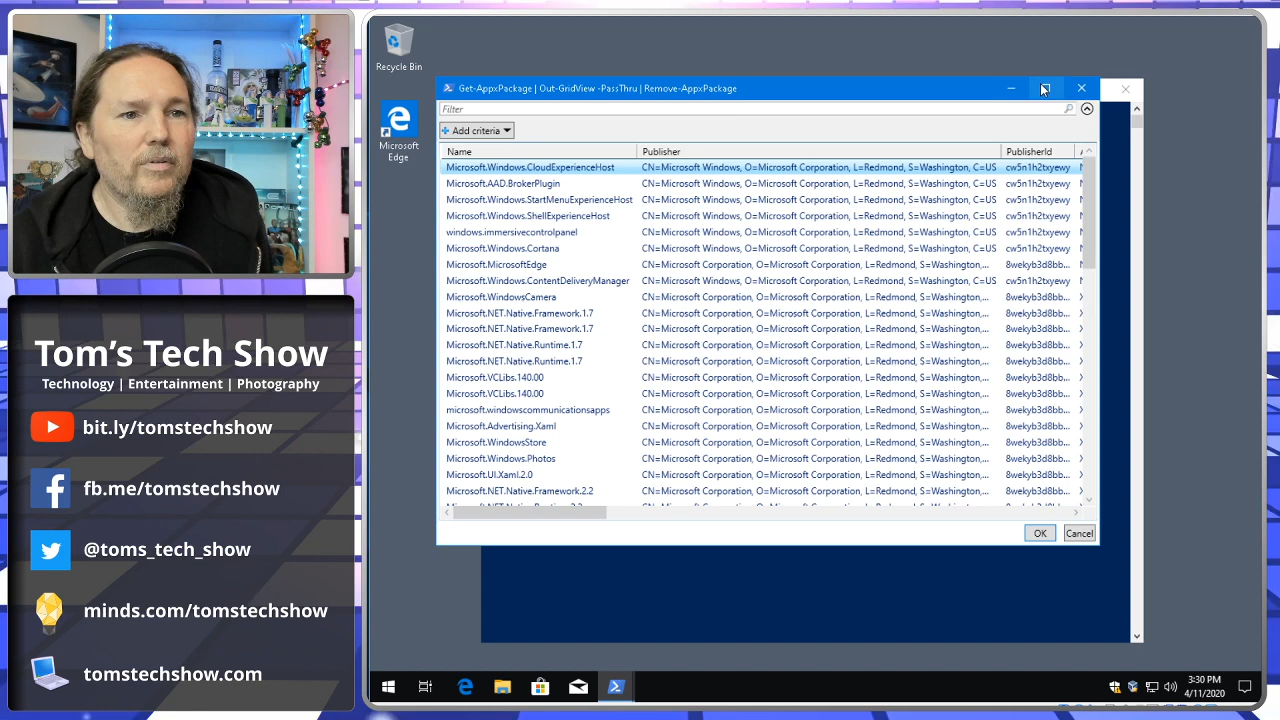 Tom's Tech Show
Technology | Entertainment | Photography
bit.ly/tomstechshow
fb.me/tomstechshow
@toms_tech_show
minds.com/tomstechshow
tomstechshow.com
Recycle Bin
Microsoft
Edge
Get-AppxPackage | Out-GridView -PassThru | Remove-AppxPackage
Filter
Add criteria
Name Publisher PublisherId
Microsoft.Windows.CloudExperienceHost CN=Microsoft Windows, O=Microsoft Corporation, L=Redmond, S=Washington, C=US cw5n1h2txyewy
Microsoft.AAD.BrokerPlugin CN=Microsoft Windows, O=Microsoft Corporation, L=Redmond, S=Washington, C=US cw5n1h2txyewy
Microsoft.Windows.StartMenuExperienceHost CN=Microsoft Windows, O=Microsoft Corporation, L=Redmond, S=Washington, C=US cw5n1h2txyewy
Microsoft.Windows.ShellExperienceHost CN=Microsoft Windows, O=Microsoft Corporation, L=Redmond, S=Washington, C=US cw5n1h2txyewy
windows.immersivecontrolpanel CN=Microsoft Windows, O=Microsoft Corporation, L=Redmond, S=Washington, C=US cw5n1h2txyewy
Microsoft.Windows.Cortana CN=Microsoft Windows, O=Microsoft Corporation, L=Redmond, S=Washington, C=US cw5n1h2txyewy
Microsoft.MicrosoftEdge CN=Microsoft Corporation, O=Microsoft Corporation, L=Redmond, S=Washington,... 8wekyb3d8bb...
Microsoft.Windows.ContentDeliveryManager CN=Microsoft Windows, O=Microsoft Corporation, L=Redmond, S=Washington, C=US cw5n1h2txyewy
Microsoft.WindowsCamera CN=Microsoft Corporation, O=Microsoft Corporation, L=Redmond, S=Washington,... 8wekyb3d8bb...
Microsoft.NET.Native.Framework.1.7 CN=Microsoft Corporation, O=Microsoft Corporation, L=Redmond, S=Washington,... 8wekyb3d8bb...
Microsoft.NET.Native.Framework.1.7 CN=Microsoft Corporation, O=Microsoft Corporation, L=Redmond, S=Washington,... 8wekyb3d8bb...
Microsoft.NET.Native.Runtime.1.7 CN=Microsoft Corporation, O=Microsoft Corporation, L=Redmond, S=Washington,... 8wekyb3d8bb...
Microsoft.NET.Native.Runtime.1.7 CN=Microsoft Corporation, O=Microsoft Corporation, L=Redmond, S=Washington,... 8wekyb3d8bb...
Microsoft.VCLibs.140.00 CN=Microsoft Corporation, O=Microsoft Corporation, L=Redmond, S=Washington,... 8wekyb3d8bb...
Microsoft.VCLibs.140.00 CN=Microsoft Corporation, O=Microsoft Corporation, L=Redmond, S=Washington,... 8wekyb3d8bb...
microsoft.windowscommunicationsapps CN=Microsoft Corporation, O=Microsoft Corporation, L=Redmond, S=Washington,... 8wekyb3d8bb...
Microsoft.Advertising.Xaml CN=Microsoft Corporation, O=Microsoft Corporation, L=Redmond, S=Washington,... 8wekyb3d8bb...
Microsoft.WindowsStore CN=Microsoft Corporation, O=Microsoft Corporation, L=Redmond, S=Washington,... 8wekyb3d8bb...
Microsoft.Windows.Photos CN=Microsoft Corporation, O=Microsoft Corporation, L=Redmond, S=Washington,... 8wekyb3d8bb...
Microsoft.UI.Xaml.2.0 CN=Microsoft Corporation, O=Microsoft Corporation, L=Redmond, S=Washington,... 8wekyb3d8bb...
Microsoft.NET.Native.Framework.2.2 CN=Microsoft Corporation, O=Microsoft Corporation, L=Redmond, S=Washington,... 8wekyb3d8bb...
OK Cancel
3:30 PM
4/11/2020